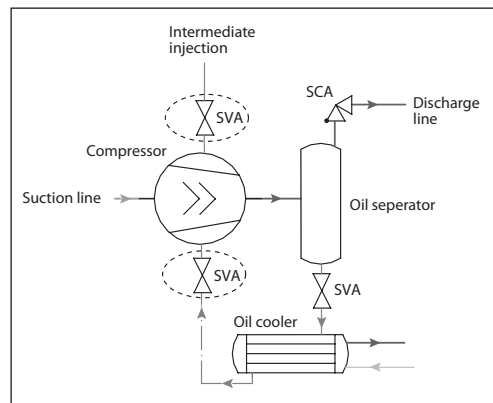 Intermediate
injection
SVA
SCA
Discharge
line
Compressor
Suction line
Oil seperator
SVA
SVA
Oil cooler